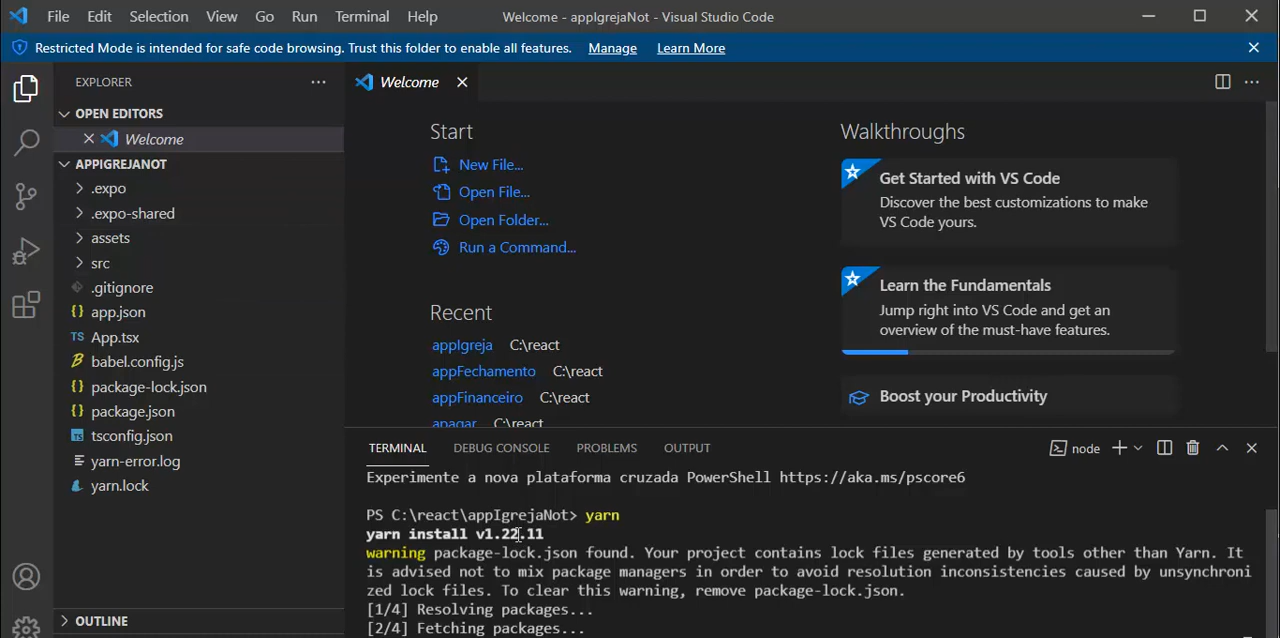 File Edit Selection View Go Run Terminal Help Welcome - appIgrejaNot - Visual Studio Code
Restricted Mode is intended for safe code browsing. Trust this folder to enable all features. Manage Learn More
EXPLORER
OPEN EDITORS
Welcome
APPIGREJANOT
.expo
.expo-shared
assets
src
.gitignore
app.json
App.tsx
babel.config.js
package-lock.json
package.json
tsconfig.json
yarn-error.log
yarn.lock
OUTLINE
Welcome
Start
New File...
Open File...
Open Folder...
Run a Command...
Recent
appIgreja C:\react
appFechamento C:\react
appFinanceiro C:\react
apagar C:\react
Walkthroughs
Get Started with VS Code
Discover the best customizations to make
VS Code yours.
Learn the Fundamentals
Jump right into VS Code and get an
overview of the must-have features.
Boost your Productivity
TERMINAL DEBUG CONSOLE PROBLEMS OUTPUT node
Experimente a nova plataforma cruzada PowerShell https://aka.ms/pscore6
PS C:\react\appIgrejaNot> yarn
yarn install v1.22.11
warning package-lock.json found. Your project contains lock files generated by tools other than Yarn. It
is advised not to mix package managers in order to avoid resolution inconsistencies caused by unsynchroni
zed lock files. To clear this warning, remove package-lock.json.
[1/4] Resolving packages...
[2/4] Fetching packages...